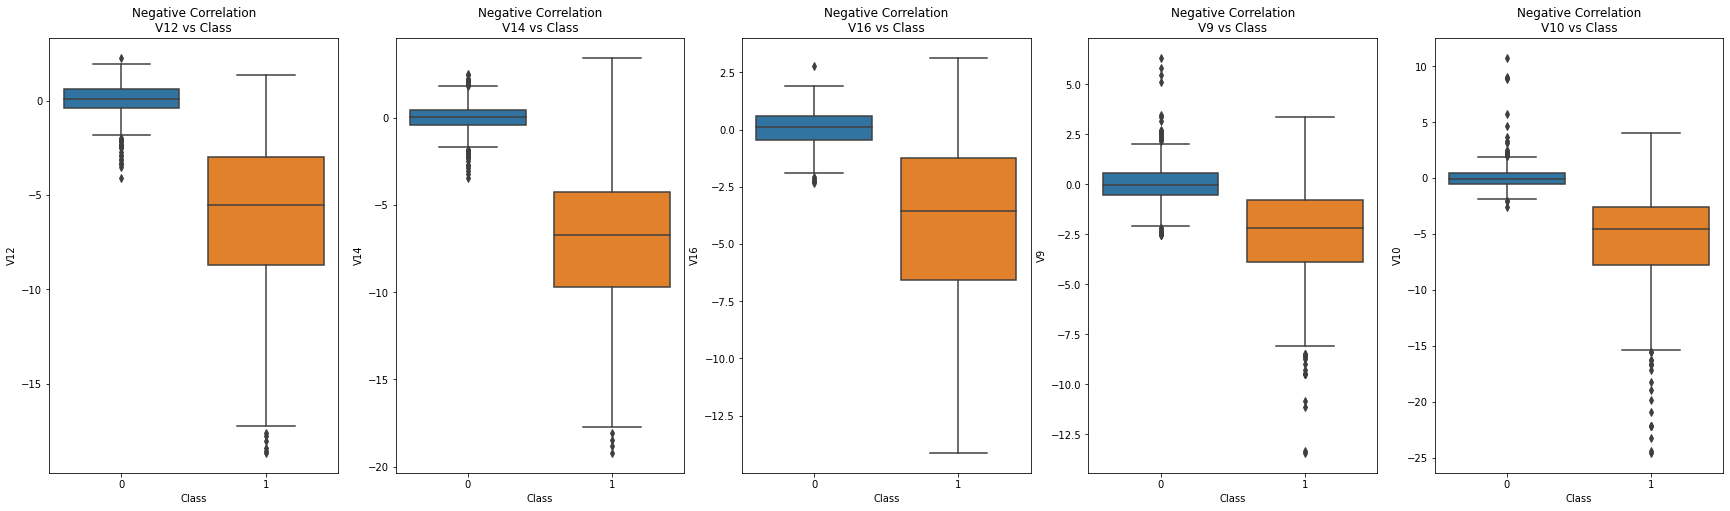 Negative Correlation
V12 vs Class
0
−5
−10
−15
V12
0 1
Class
Negative Correlation
V14 vs Class
0
−5
−10
−15
−20
V14
0 1
Class
Negative Correlation
V16 vs Class
2.5
0.0
−2.5
−5.0
−7.5
−10.0
−12.5
V16
0 1
Class
Negative Correlation
V9 vs Class
5.0
2.5
0.0
−2.5
−5.0
−7.5
−10.0
−12.5
V9
0 1
Class
Negative Correlation
V10 vs Class
10
5
0
−5
−10
−15
−20
−25
V10
0 1
Class